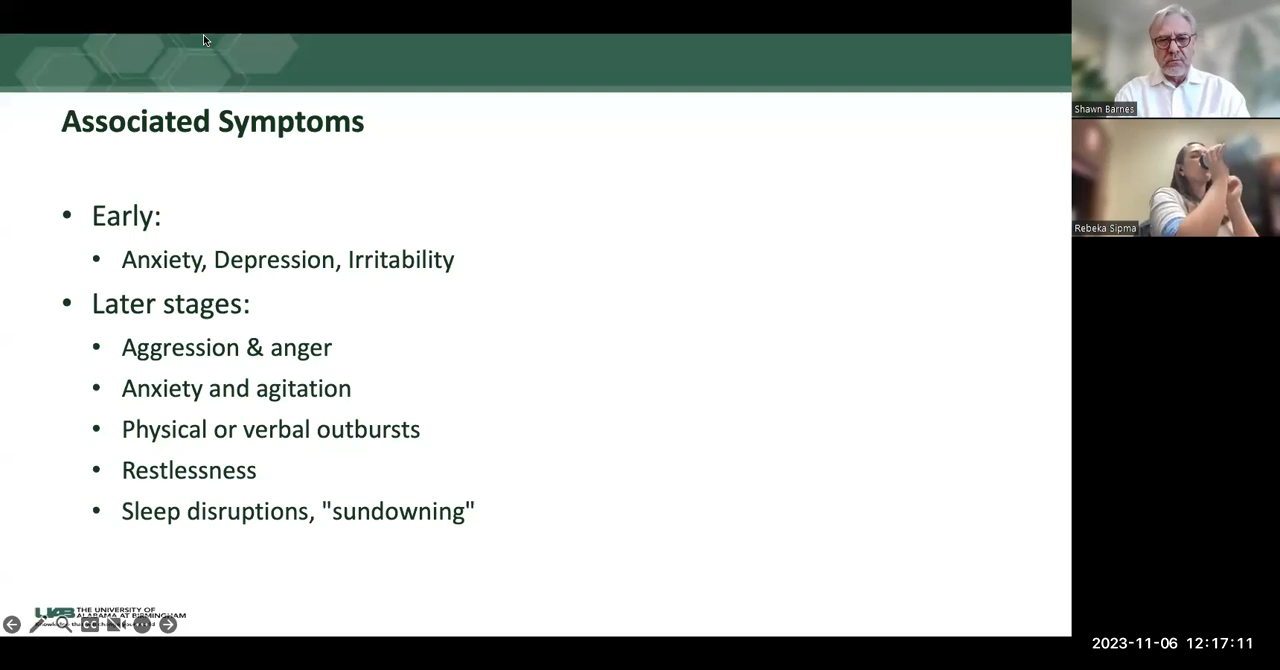 Associated Symptoms
• Early:
• Anxiety, Depression, Irritability
• Later stages:
• Aggression & anger
• Anxiety and agitation
• Physical or verbal outbursts
• Restlessness
• Sleep disruptions, "sundowning"
UAB THE UNIVERSITY OF
ALABAMA AT BIRMINGHAM
Shawn Barnes
Rebeka Sipma
2023-11-06 12:17:11